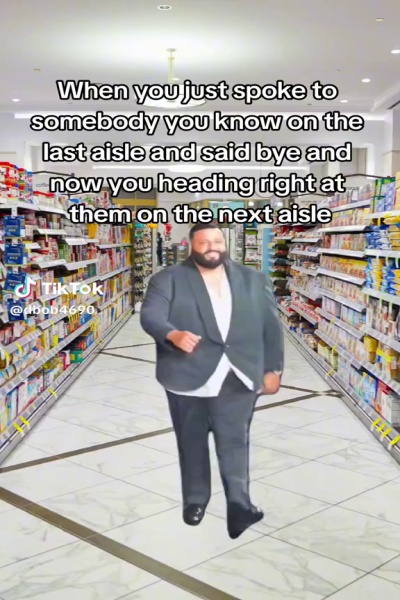 When you just spoke to
somebody you know on the
last aisle and said bye and
now you heading right at
them on the next aisle
TikTok
@dbob4690